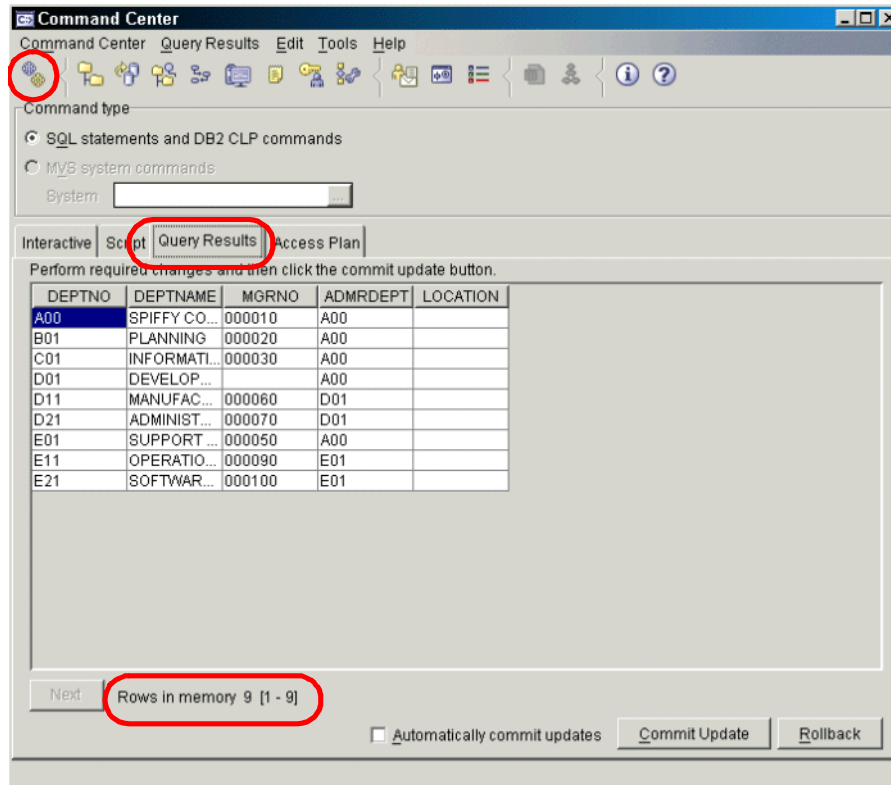 Command Center
Command Center Query Results Edit Tools Help
Command type
SQL statements and DB2 CLP commands
MVS system commands
System ...
Interactive Script Query Results Access Plan
Perform required changes and then click the commit update button.
DEPTNO DEPTNAME MGRNO ADMRDEPT LOCATION
A00 SPIFFY CO... 000010 A00
B01 PLANNING 000020 A00
C01 INFORMATI... 000030 A00
D01 DEVELOP... A00
D11 MANUFAC... 000060 D01
D21 ADMINIST... 000070 D01
E01 SUPPORT ... 000050 A00
E11 OPERATIO... 000090 E01
E21 SOFTWAR... 000100 E01
Next Rows in memory 9 [1 - 9]
Automatically commit updates Commit Update Rollback